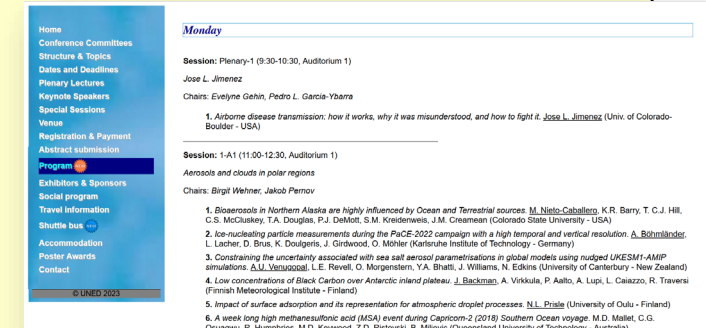 Home
Conference Committees
Structure & Topics
Dates and Deadlines
Plenary Lectures
Keynote Speakers
Special Sessions
Venue
Registration & Payment
Abstract submission
Program
Exhibitors & Sponsors
Social program
Travel information
Shuttle bus
Accommodation
Poster Awards
Contact
© UNED 2023
Monday
Session: Plenary-1 (9:30-10:30, Auditorium 1)
Jose L. Jimenez
Chairs: Evelyne Gehin, Pedro L. Garcia-Ybarra
1. Airborne disease transmission: how it works, why it was misunderstood, and how to fight it. Jose L. Jimenez (Univ. of Colorado-
Boulder - USA)
Session: 1-A1 (11:00-12:30, Auditorium 1)
Aerosols and clouds in polar regions
Chairs: Birgit Wehner, Jakob Pernov
1. Bioaerosols in Northern Alaska are highly influenced by Ocean and Terrestrial sources. M. Nieto-Caballero, K.R. Barry, T. C.J. Hill,
C.S. McCluskey, T.A. Douglas, P.J. DeMott, S.M. Kreidenweis, J.M. Creamean (Colorado State University - USA)
2. Ice-nucleating particle measurements during the PaCE-2022 campaign with a high temporal and vertical resolution. A. Böhmländer,
L. Lacher, D. Brus, K. Doulgeris, J. Girdwood, O. Möhler (Karlsruhe Institute of Technology - Germany)
3. Constraining the uncertainty associated with sea salt aerosol parametrisations in global models using nudged UKESM1-AMIP
simulations. A.U. Venugopal, L.E. Revell, O. Morgenstern, Y.A. Bhatti, J. Williams, N. Edkins (University of Canterbury - New Zealand)
4. Low concentrations of Black Carbon over Antarctic inland plateau. J. Backman, A. Virkkula, P. Aalto, A. Lupi, L. Caiazzo, R. Traversi
(Finnish Meteorological Institute - Finland)
5. Impact of surface adsorption and its representation for atmospheric droplet processes. N.L. Prisle (University of Oulu - Finland)
6. A week long high methanesulfonic acid (MSA) event during Capricorn-2 (2018) Southern Ocean voyage. M.D. Mallet, C.G.
R. Humphries, M.D. Keywood, Z.D. Ristovski, B. Miljevic (Queensland University of Technology - Australia)